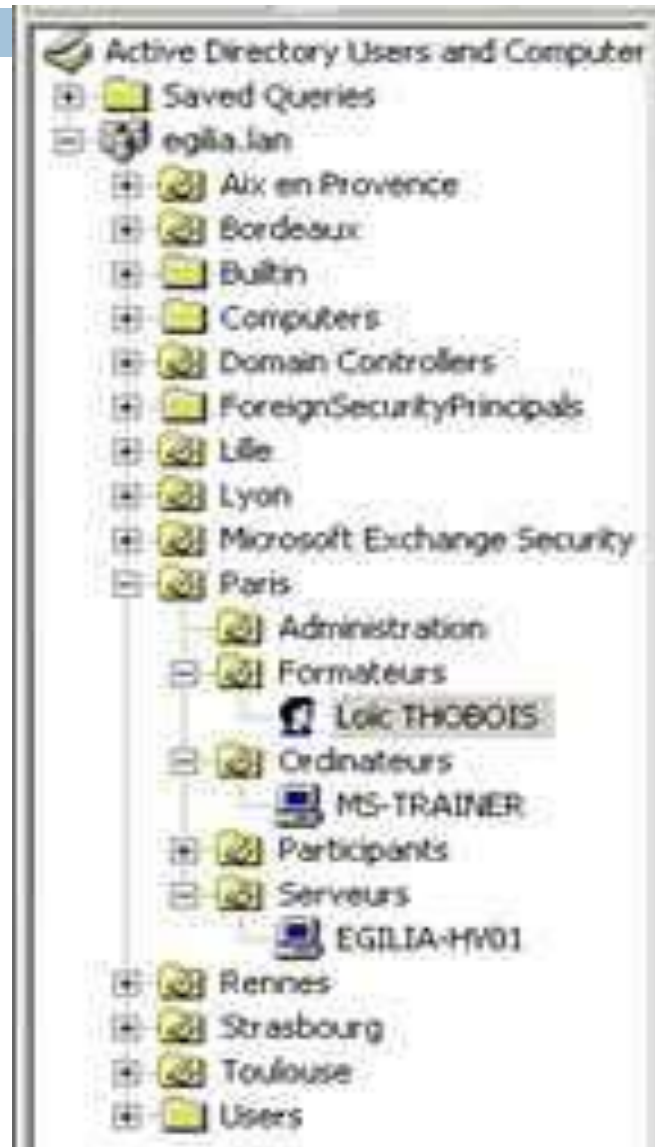 Active Directory Users and Computer
Saved Queries
egilia.lan
Aix en Provence
Bordeaux
Builtin
Computers
Domain Controllers
ForeignSecurityPrincipals
Lille
Lyon
Microsoft Exchange Security
Paris
Administration
Formateurs
Loïc THOBOIS
Ordinateurs
MS-TRAINER
Participants
Serveurs
EGILIA-HV01
Rennes
Strasbourg
Toulouse
Users